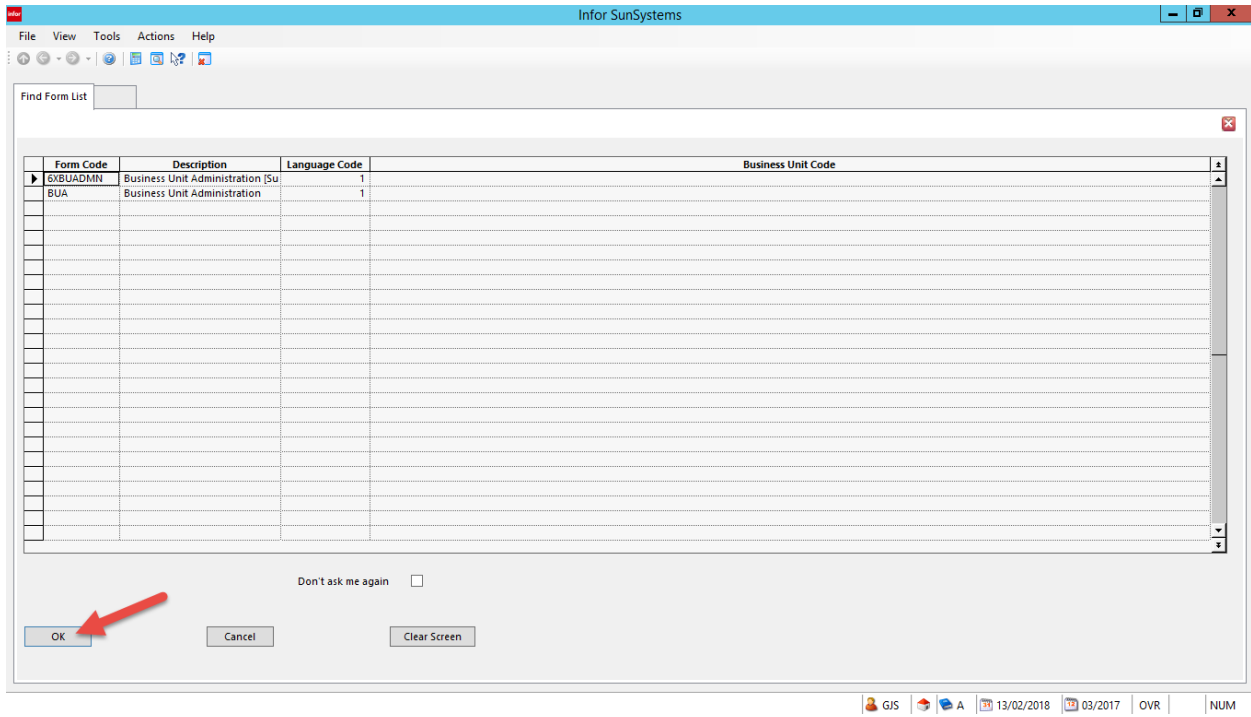 infor
Infor SunSystems
File View Tools Actions Help
Find Form List
Form Code Description Language Code Business Unit Code
6XBUADMN Business Unit Administration [Su 1
BUA Business Unit Administration 1
Don't ask me again
OK Cancel Clear Screen
GJS A 31 13/02/2018 12 03/2017 OVR NUM